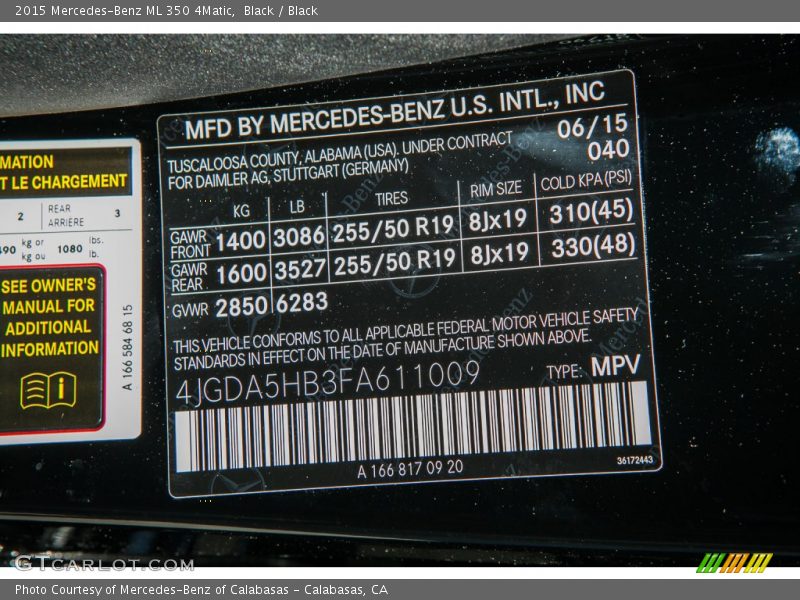 2015 Mercedes-Benz ML 350 4Matic, Black / Black
MATION
T LE CHARGEMENT
2 REAR ARRIERE 3
490 kg or kg ou 1080 lbs. lb.
SEE OWNER'S
MANUAL FOR
ADDITIONAL
INFORMATION
A 166 584 68 15
MFD BY MERCEDES-BENZ U.S. INTL., INC
TUSCALOOSA COUNTY, ALABAMA (USA), UNDER CONTRACT 06/15
FOR DAIMLER AG, STUTTGART (GERMANY) 040
KG LB TIRES RIM SIZE COLD KPA(PSI)
GAWR FRONT 1400 3086 255/50 R19 8Jx19 310(45)
GAWR REAR 1600 3527 255/50 R19 8Jx19 330(48)
GVWR 2850 6283
THIS VEHICLE CONFORMS TO ALL APPLICABLE FEDERAL MOTOR VEHICLE SAFETY
STANDARDS IN EFFECT ON THE DATE OF MANUFACTURE SHOWN ABOVE.
4JGDA5HB3FA611009 TYPE: MPV
A 166 817 09 20
36172443
GTCARLOT.COM
Photo Courtesy of Mercedes-Benz of Calabasas - Calabasas, CA